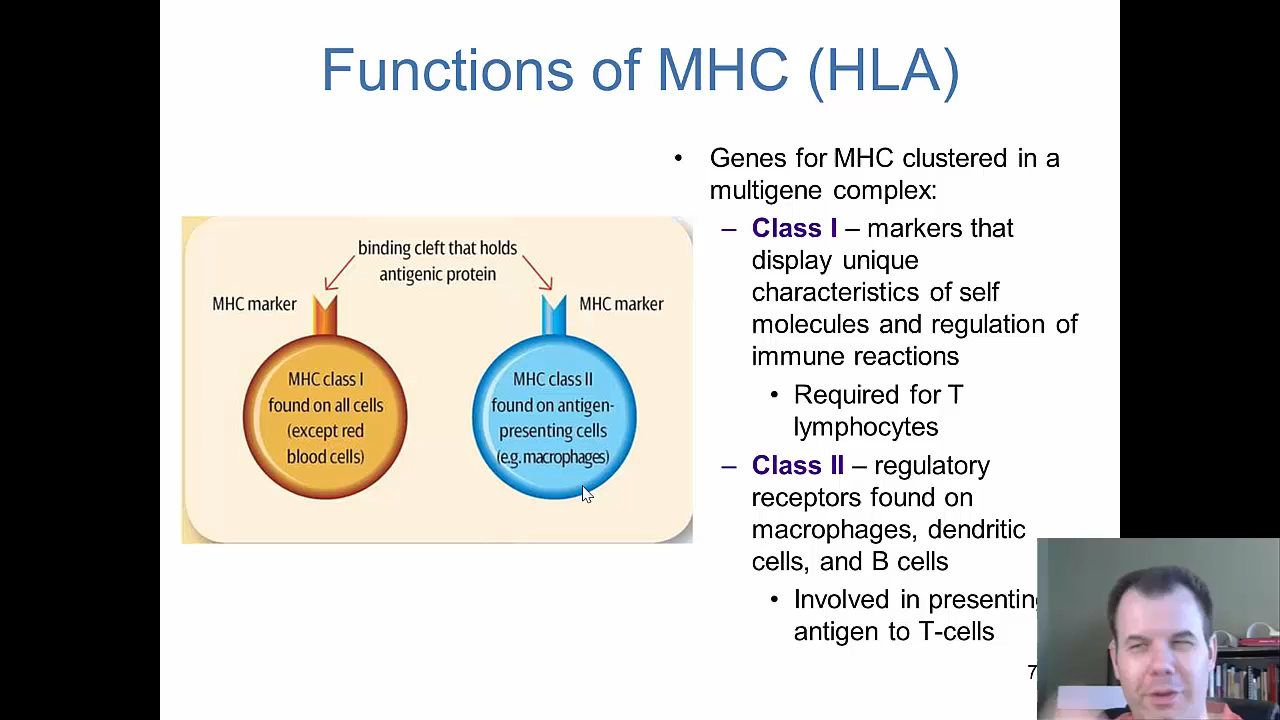 Functions of MHC (HLA)
binding cleft that holds
antigenic protein
MHC marker
MHC marker
MHC class I
found on all cells
(except red
blood cells)
MHC class II
found on antigen-
presenting cells
(e.g. macrophages)
• Genes for MHC clustered in a
multigene complex:
– Class I – markers that
display unique
characteristics of self
molecules and regulation of
immune reactions
• Required for T
lymphocytes
– Class II – regulatory
receptors found on
macrophages, dendritic
cells, and B cells
• Involved in presenting
antigen to T-cells
7